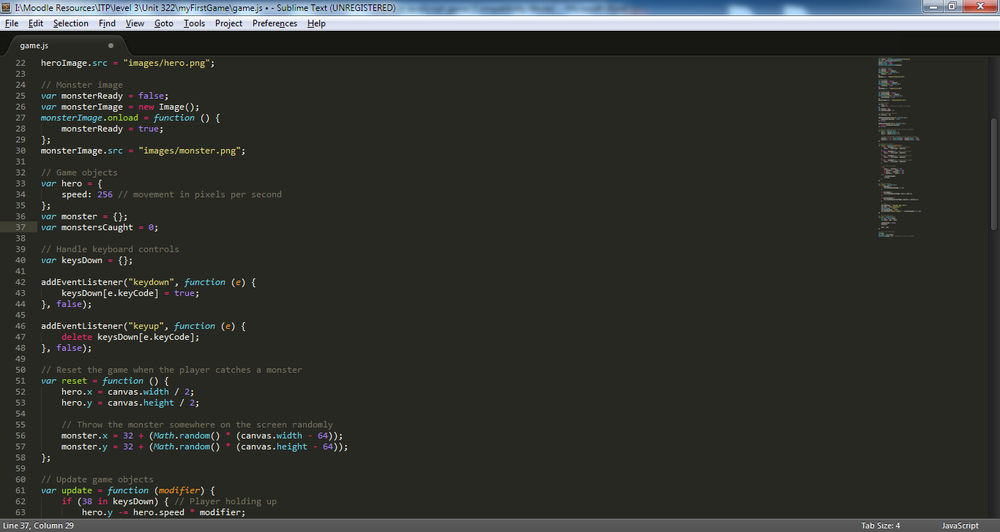 I:\Moodle Resources\ITP\level 3\Unit 322\myFirstGame\game.js • - Sublime Text (UNREGISTERED)
File Edit Selection Find View Goto Tools Project Preferences Help
game.js
22 heroImage.src = "images/hero.png";
23
24 // Monster image
25 var monsterReady = false;
26 var monsterImage = new Image();
27 monsterImage.onload = function () {
28     monsterReady = true;
29 };
30 monsterImage.src = "images/monster.png";
31
32 // Game objects
33 var hero = {
34     speed: 256 // movement in pixels per second
35 };
36 var monster = {};
37 var monstersCaught = 0;
38
39 // Handle keyboard controls
40 var keysDown = {};
41
42 addEventListener("keydown", function (e) {
43     keysDown[e.keyCode] = true;
44 }, false);
45
46 addEventListener("keyup", function (e) {
47     delete keysDown[e.keyCode];
48 }, false);
49
50 // Reset the game when the player catches a monster
51 var reset = function () {
52     hero.x = canvas.width / 2;
53     hero.y = canvas.height / 2;
54
55     // Throw the monster somewhere on the screen randomly
56     monster.x = 32 + (Math.random() * (canvas.width - 64));
57     monster.y = 32 + (Math.random() * (canvas.height - 64));
58 };
59
60 // Update game objects
61 var update = function (modifier) {
62     if (38 in keysDown) { // Player holding up
63         hero.y -= hero.speed * modifier;
Line 37, Column 29
Tab Size: 4
JavaScript